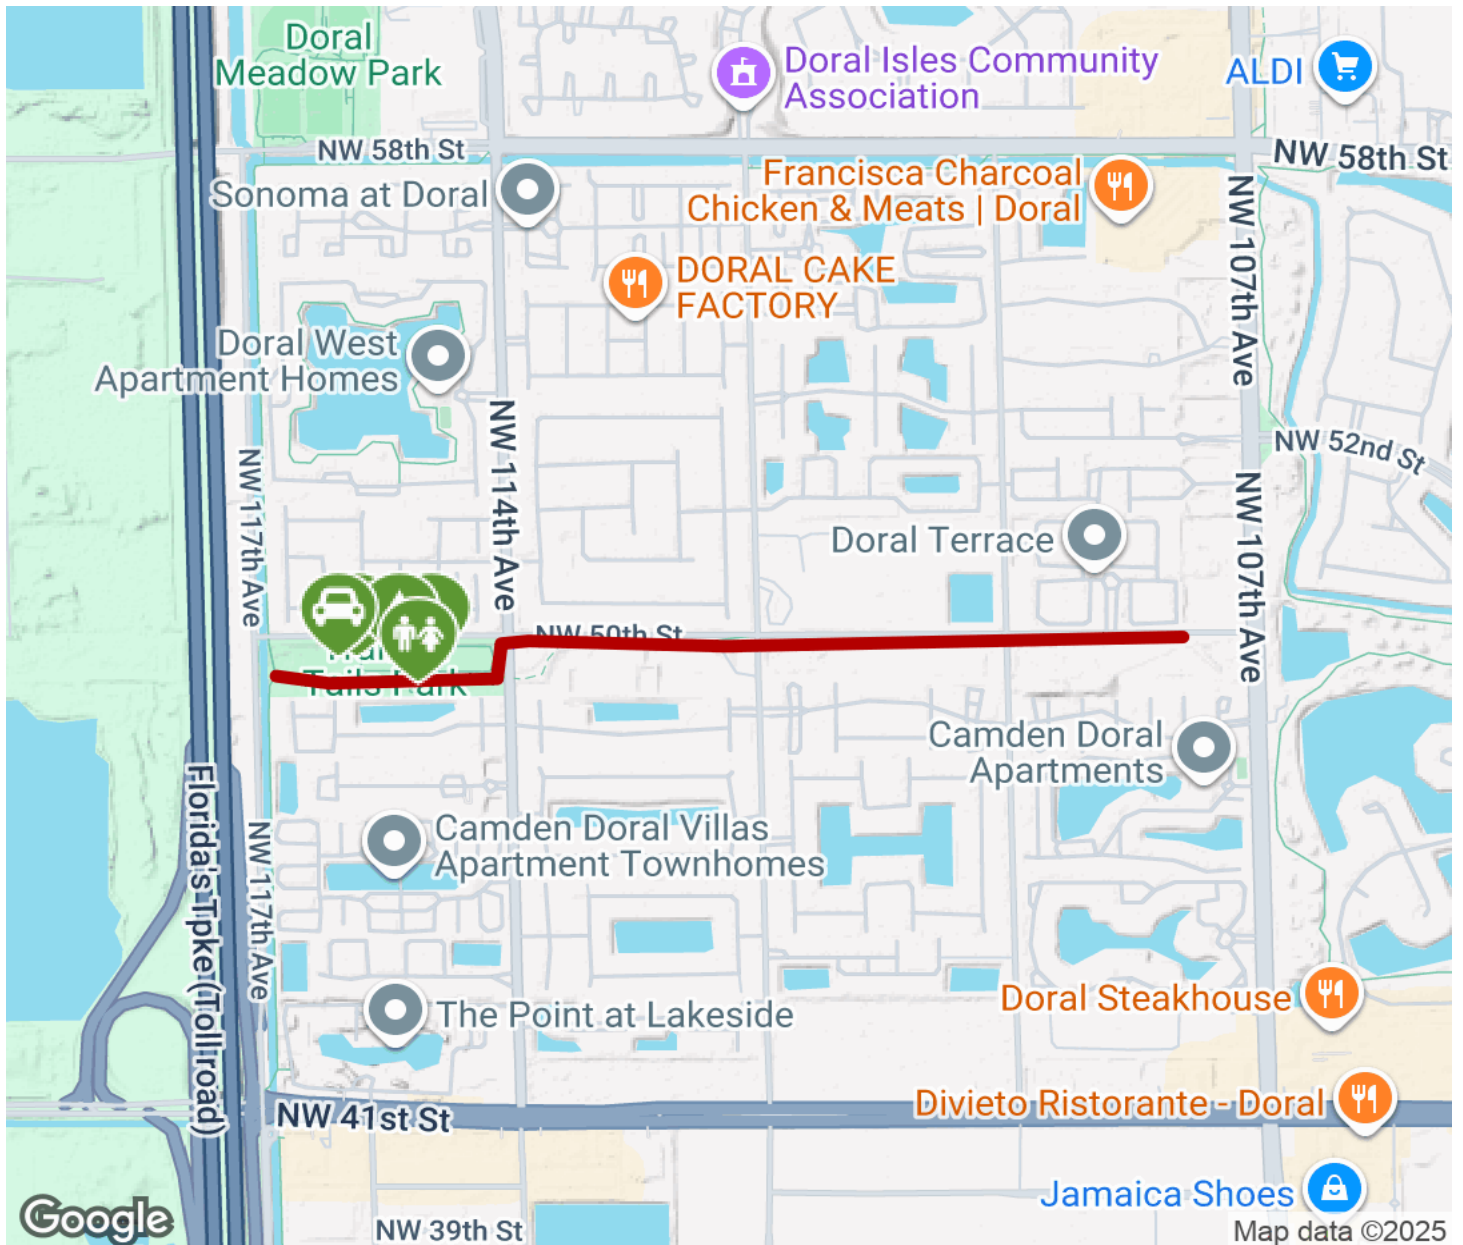 Doral
Meadow Park
Doral Isles Community
Association
ALDI
NW 58th St
NW 58th St
Sonoma at Doral
Francisca Charcoal
Chicken & Meats | Doral
NW 107th Ave
DORAL CAKE
FACTORY
Doral West
Apartment Homes
NW 114th Ave
NW 52nd St
NW 117th Ave
NW 107th Ave
Doral Terrace
NW 50th St
Tails Park
Camden Doral
Apartments
Florida's Tpke (Toll road)
NW 117th Ave
Camden Doral Villas
Apartment Townhomes
Doral Steakhouse
The Point at Lakeside
Divieto Ristorante - Doral
NW 41st St
Jamaica Shoes
Google
NW 39th St
Map data ©2025